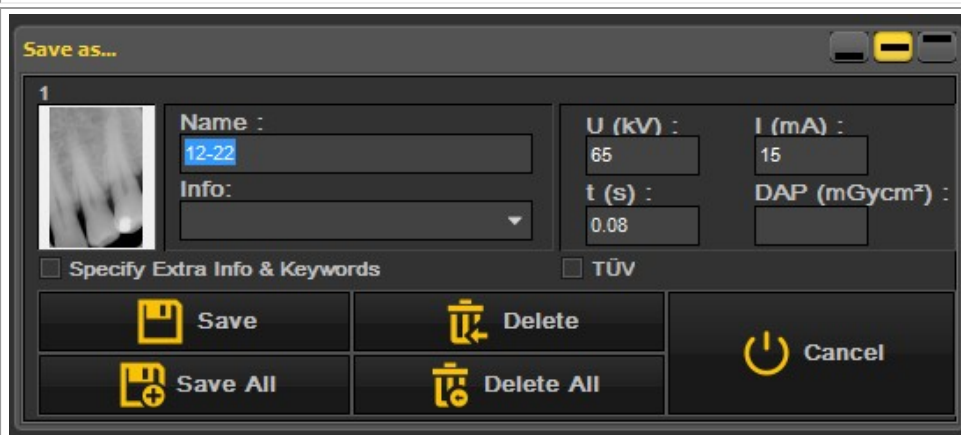 Save as...
1
Name :
12-22
Info:
U (kV) :
65
I (mA) :
15
t (s) :
0.08
DAP (mGycm²) :
Specify Extra Info & Keywords
TÜV
Save
Delete
Cancel
Save All
Delete All